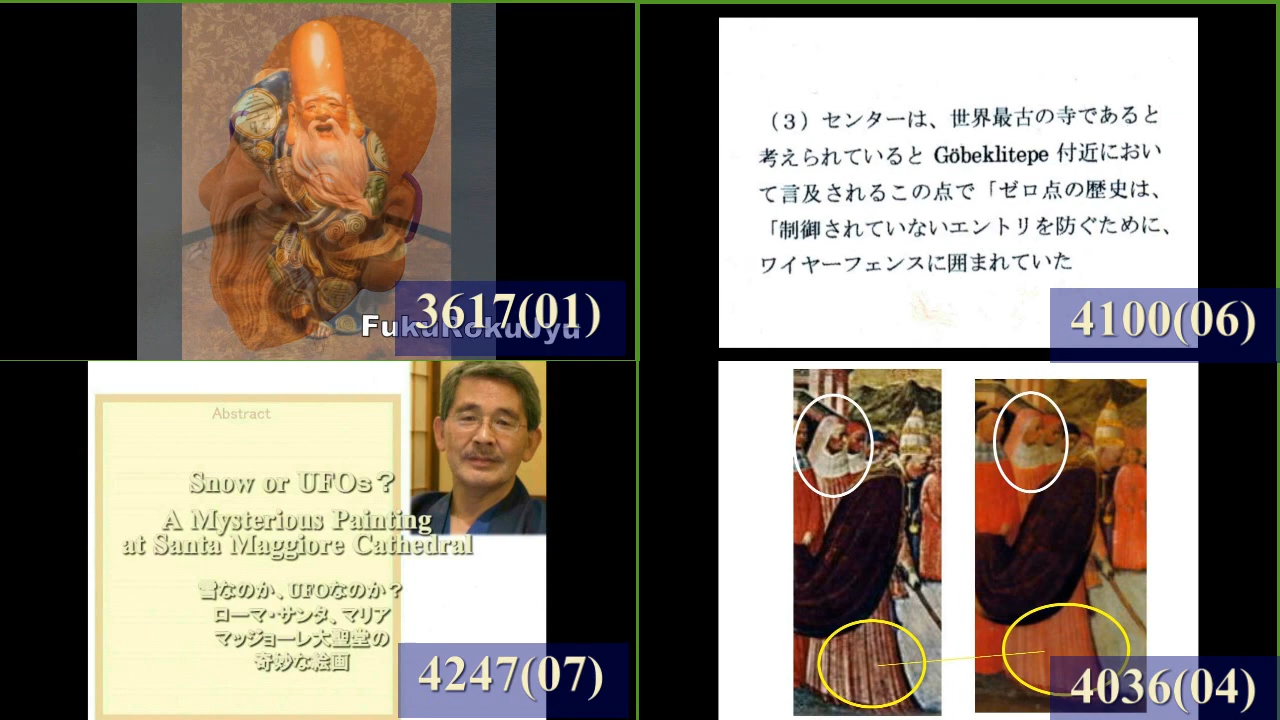 FukuRokuJyu
3617(01)
（３）センターは、世界最古の寺であると
考えられていると Göbeklitepe 付近におい
て言及されるこの点で「ゼロ点の歴史は、
「制御されていないエントリを防ぐために、
ワイヤーフェンスに囲まれていた
4100(06)
Abstract
Snow or UFOs？
A Mysterious Painting
at Santa Maggiore Cathedral
雪なのか、UFOなのか？
ローマ・サンタ、マリア
マッジョーレ大聖堂の
奇妙な絵画
4247(07)
4036(04)